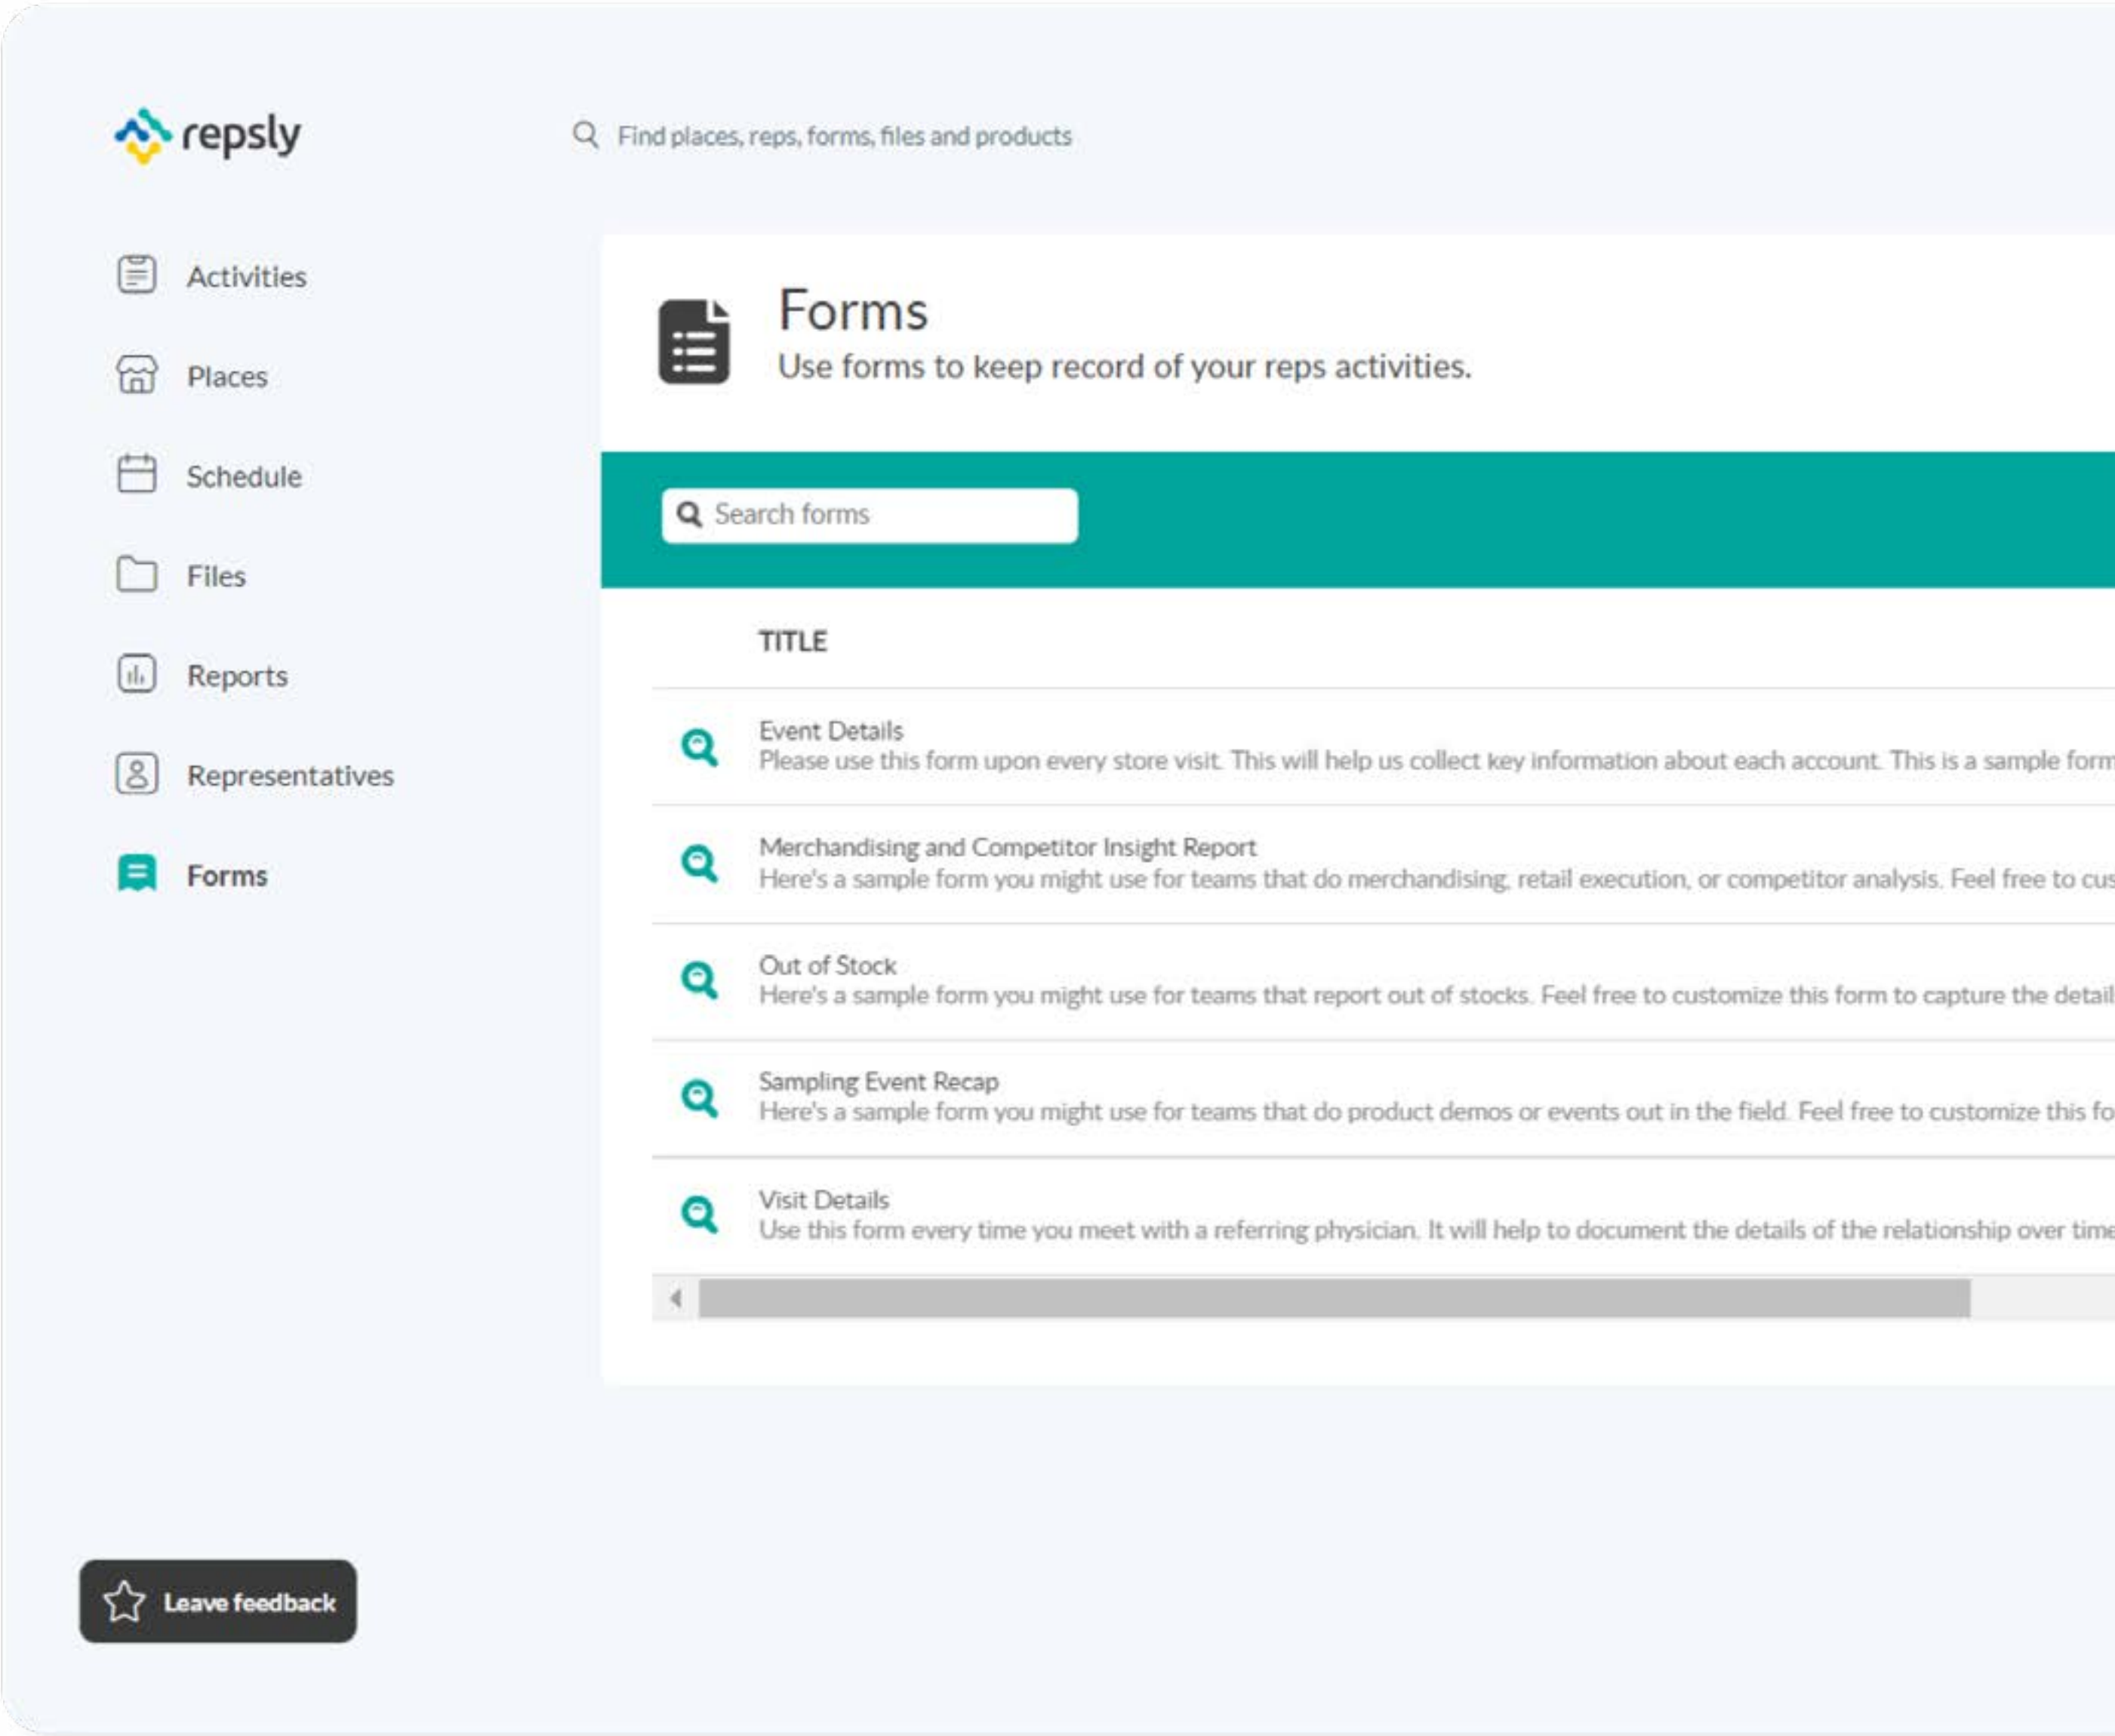 repsly
Find places, reps, forms, files and products
Activities
Places
Schedule
Files
Reports
Representatives
Forms
Leave feedback
Forms
Use forms to keep record of your reps activities.
Search forms
TITLE
Event Details
Please use this form upon every store visit. This will help us collect key information about each account. This is a sample form
Merchandising and Competitor Insight Report
Here's a sample form you might use for teams that do merchandising, retail execution, or competitor analysis. Feel free to cus
Out of Stock
Here's a sample form you might use for teams that report out of stocks. Feel free to customize this form to capture the detail
Sampling Event Recap
Here's a sample form you might use for teams that do product demos or events out in the field. Feel free to customize this fo
Visit Details
Use this form every time you meet with a referring physician. It will help to document the details of the relationship over time